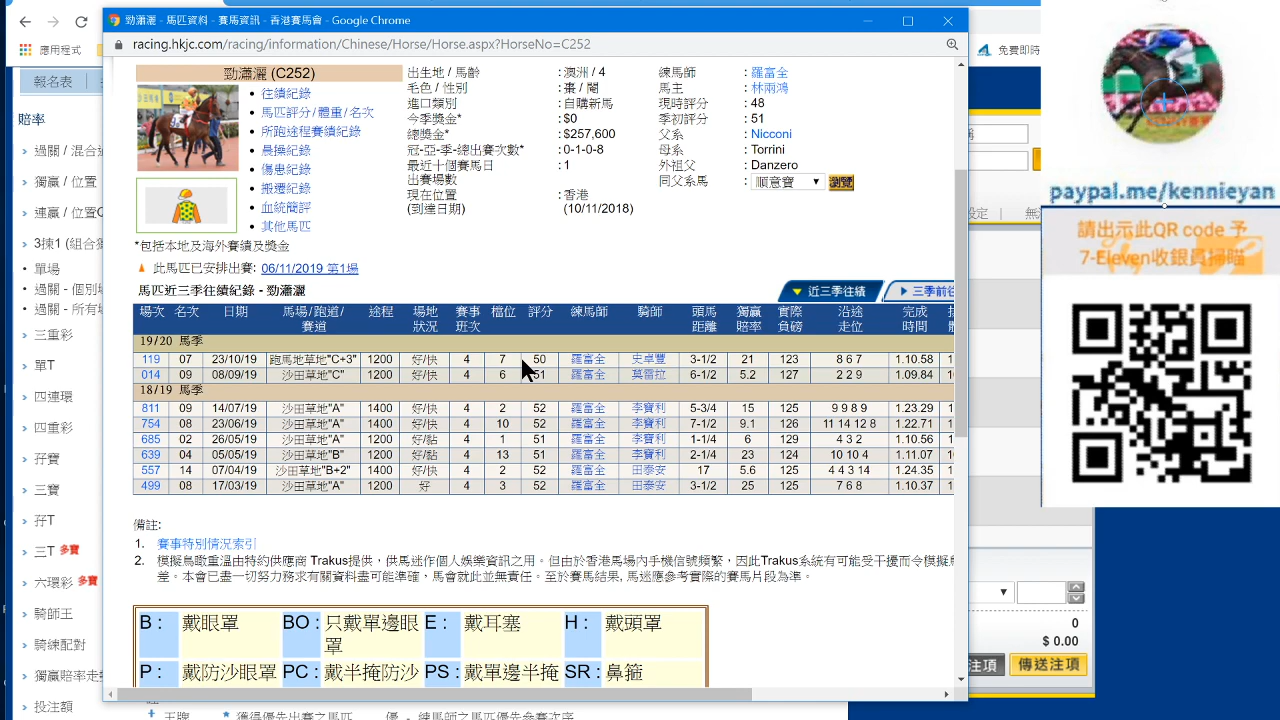 勁瀟灑 - 馬匹資料 - 賽馬資訊 - 香港賽馬會 - Google Chrome
racing.hkjc.com/racing/information/Chinese/Horse/Horse.aspx?HorseNo=C252
應用程式
免費即時
報名表
賠率
過關 / 混合過
獨贏 / 位置
連贏 / 位置Q
3揀1 (組合獨
單場
過關 - 個別場
過關 - 所有場
三重彩
單T
四連環
四重彩
孖寶
三寶
孖T
三T 多寶
六環彩 多寶
騎師王
騎練配對
獨贏賠率走
投注額
勁瀟灑 (C252)
往績紀錄
馬匹評分/體重/名次
所跑途程賽績紀錄
晨操紀錄
傷患紀錄
搬遷紀錄
血統簡評
其他馬匹
出生地 / 馬齡 : 澳洲 / 4
毛色 / 性別 : 棗 / 閹
進口類別 : 自購新馬
今季獎金* : $0
總獎金* : $257,600
冠-亞-季-總出賽次數* : 0-1-0-8
最近十個賽馬日 : 1
出賽場數
現在位置 : 香港
(到達日期) (10/11/2018)
練馬師 : 羅富全
馬主 : 林兩鴻
現時評分 : 48
季初評分 : 51
父系 : Nicconi
母系 : Torrini
外祖父 : Danzero
同父系馬 : 順意寶 瀏覽
*包括本地及海外賽績及獎金
此馬匹已安排出賽: 06/11/2019 第1場
馬匹近三季往績紀錄 - 勁瀟灑
近三季往績 三季前往
場次 名次 日期 馬場/跑道/ 途程 場地 賽事 檔位 評分 練馬師 騎師 頭馬 獨贏 實際 沿途 完成
賽道 狀況 班次 距離 賠率 負磅 走位 時間
19/20 馬季
119 07 23/10/19 跑馬地草地"C+3" 1200 好/快 4 7 50 羅富全 史卓豐 3-1/2 21 123 8 6 7 1.10.58
014 09 08/09/19 沙田草地"C" 1200 好/快 4 6 51 羅富全 莫雷拉 6-1/2 5.2 127 2 2 9 1.09.84
18/19 馬季
811 09 14/07/19 沙田草地"A" 1400 好/快 4 2 52 羅富全 李寶利 5-3/4 15 125 9 9 8 9 1.23.29
754 08 23/06/19 沙田草地"A" 1400 好/快 4 10 52 羅富全 李寶利 7-1/2 9.1 126 11 14 12 8 1.22.71
685 02 26/05/19 沙田草地"A" 1200 好/黏 4 1 51 羅富全 李寶利 1-1/4 6 129 4 3 2 1.10.56
639 04 05/05/19 沙田草地"B" 1200 好/快 4 13 51 羅富全 李寶利 2-1/4 23 124 10 10 4 1.11.07
557 14 07/04/19 沙田草地"B+2" 1400 好/快 4 2 52 羅富全 田泰安 17 5.6 125 4 4 3 14 1.24.35
499 08 17/03/19 沙田草地"A" 1200 好 4 3 52 羅富全 田泰安 3-1/2 25 125 7 6 8 1.10.37
備註:
1. 賽事特別情況索引
2. 模擬鳥瞰重溫由特約供應商 Trakus提供，供馬迷作個人娛樂資訊之用。但由於香港馬場內手機信號頻繁，因此Trakus系統有可能受干擾而令模擬
差。本會已盡一切努力務求有關資料盡可能準確，馬會就此並無責任。至於賽馬結果, 馬迷應參考實際的賽馬片段為準。
B : 戴眼罩 BO : 只戴單邊眼罩 E : 戴耳塞 H : 戴頭罩
P : 戴防沙眼罩 PC : 戴半掩防沙 PS : 戴單邊半掩 SR : 鼻箍
paypal.me/kennieyan
請出示此QR code 予
7-Eleven收銀員掃瞄
0
$ 0.00
注項 傳送注項